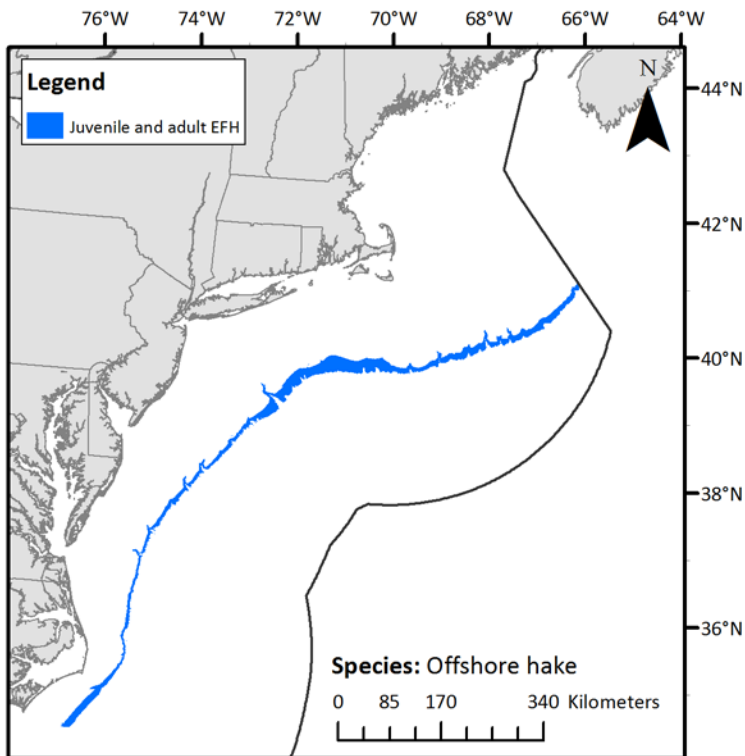 76°W 74°W 72°W 70°W 68°W 66°W 64°W
Legend
Juvenile and adult EFH
N
44°N
42°N
40°N
38°N
36°N
Species: Offshore hake
0 85 170 340 Kilometers